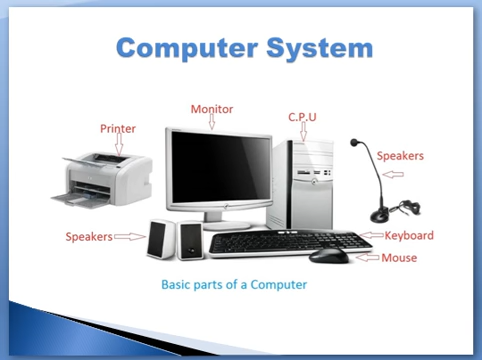 Computer System
Monitor
C.P.U
Printer
Speakers
Speakers
Keyboard
Mouse
Basic parts of a Computer